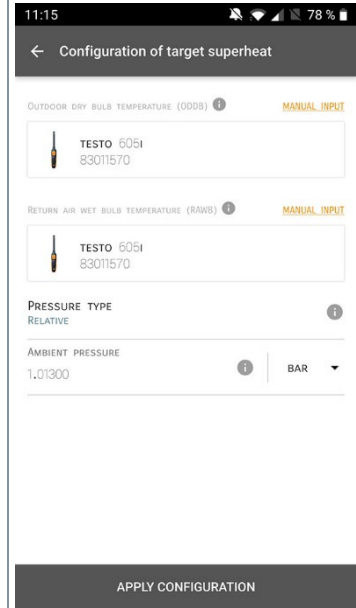 11:15
78 %
Configuration of target superheat
OUTDOOR DRY BULB TEMPERATURE (ODDB)
MANUAL INPUT
TESTO 605I
83011570
RETURN AIR WET BULB TEMPERATURE (RAWB)
MANUAL INPUT
TESTO 605I
83011570
PRESSURE TYPE
RELATIVE
AMBIENT PRESSURE
1.01300
BAR
APPLY CONFIGURATION